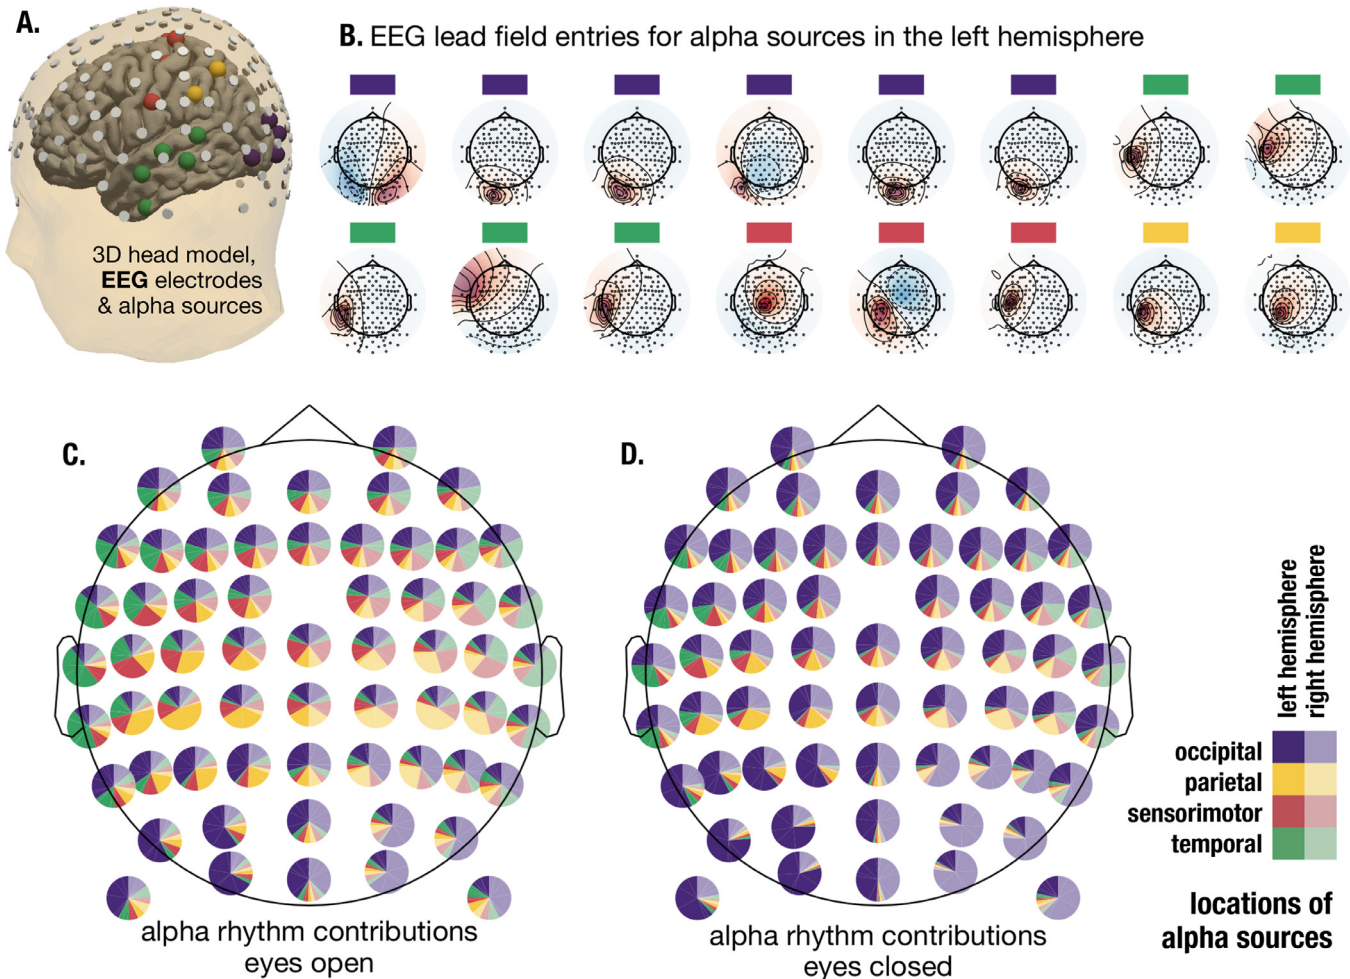 A.
B. EEG lead field entries for alpha sources in the left hemisphere
3D head model,
EEG electrodes
& alpha sources
C.
D.
left hemisphere
right hemisphere
occipital
parietal
sensorimotor
temporal
locations of
alpha sources
alpha rhythm contributions
eyes open
alpha rhythm contributions
eyes closed